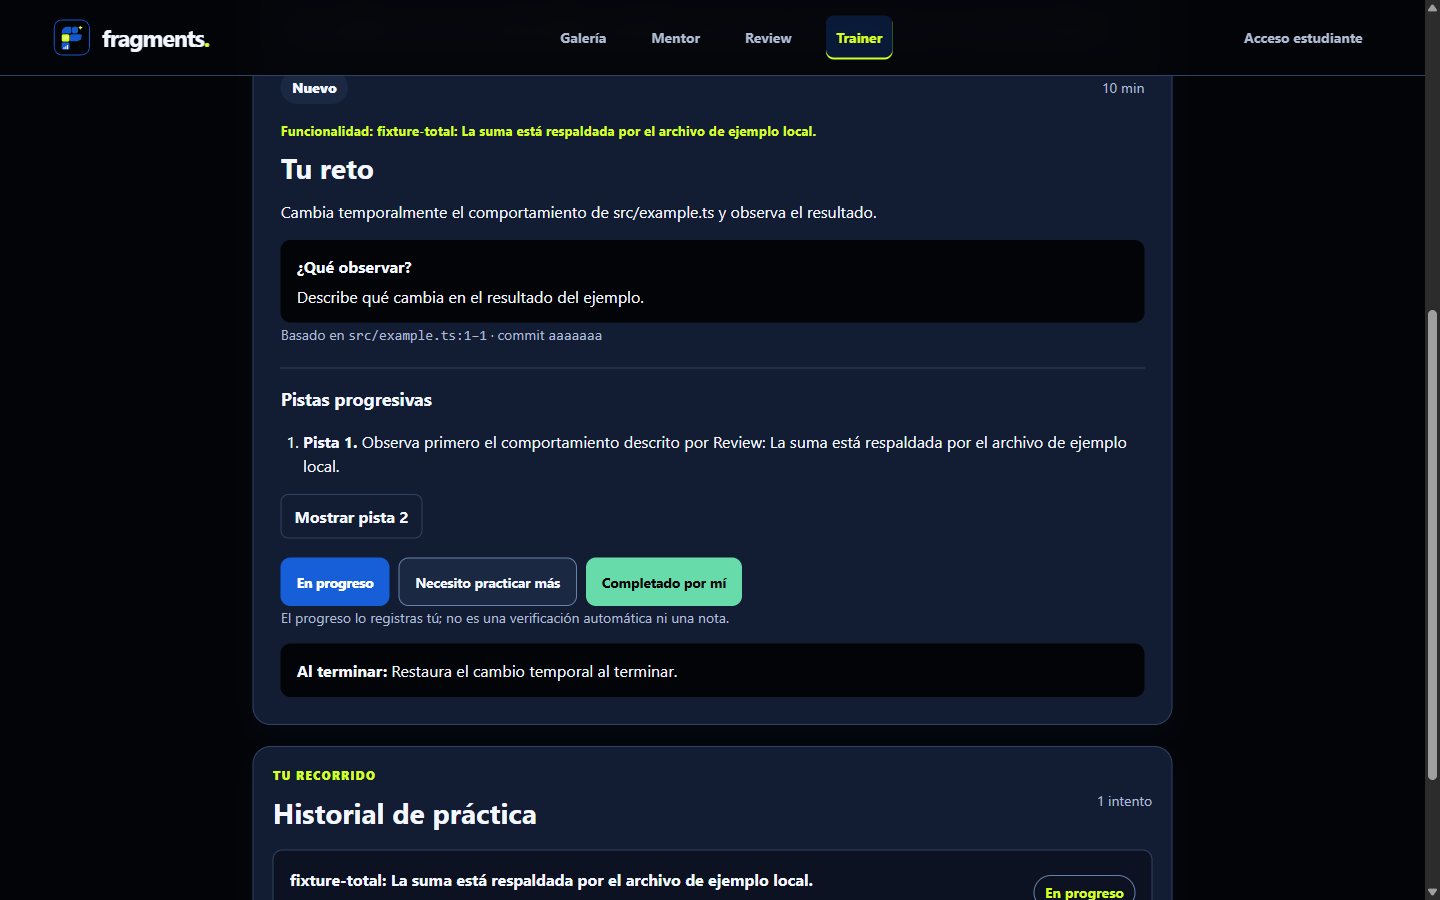 fragments.
Galería
Mentor
Review
Trainer
Acceso estudiante
Nuevo
10 min
Funcionalidad: fixture-total: La suma está respaldada por el archivo de ejemplo local.
Tu reto
Cambia temporalmente el comportamiento de src/example.ts y observa el resultado.
¿Qué observar?
Describe qué cambia en el resultado del ejemplo.
Basado en src/example.ts:1–1 · commit aaaaaaa
Pistas progresivas
1. Pista 1. Observa primero el comportamiento descrito por Review: La suma está respaldada por el archivo de ejemplo
local.
Mostrar pista 2
En progreso
Necesito practicar más
Completado por mí
El progreso lo registras tú; no es una verificación automática ni una nota.
Al terminar: Restaura el cambio temporal al terminar.
TU RECORRIDO
Historial de práctica
1 intento
fixture-total: La suma está respaldada por el archivo de ejemplo local.
En progreso